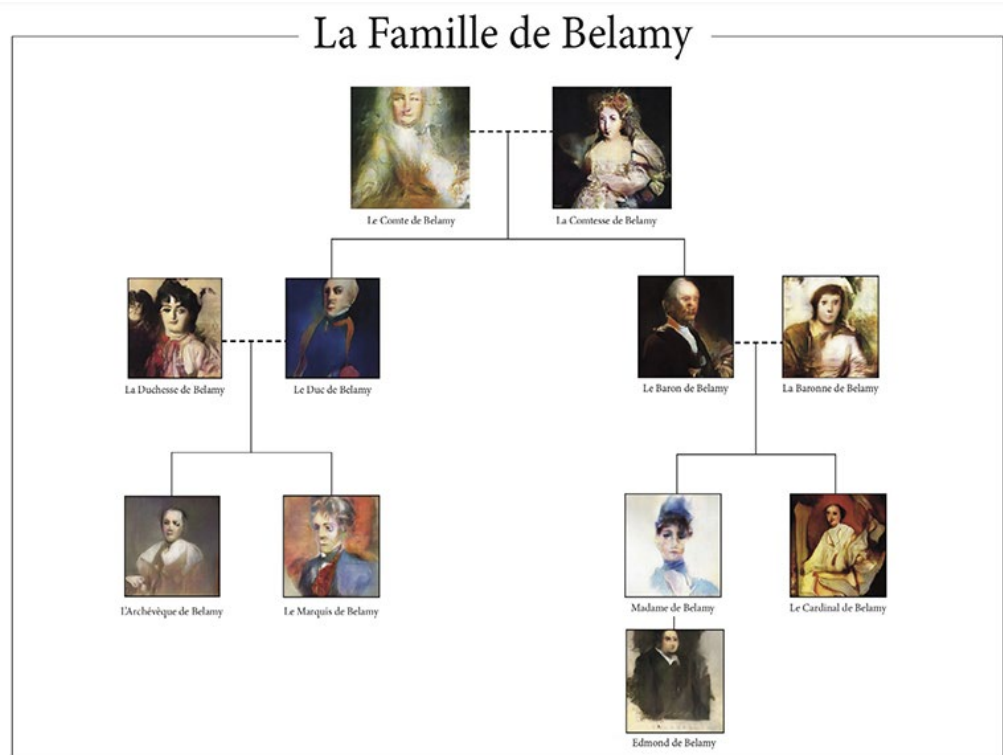 La Famille de Belamy
Le Comte de Belamy
La Comtesse de Belamy
La Duchesse de Belamy
Le Duc de Belamy
Le Baron de Belamy
La Baronne de Belamy
L'Archévêque de Belamy
Le Marquis de Belamy
Madame de Belamy
Le Cardinal de Belamy
Edmond de Belamy